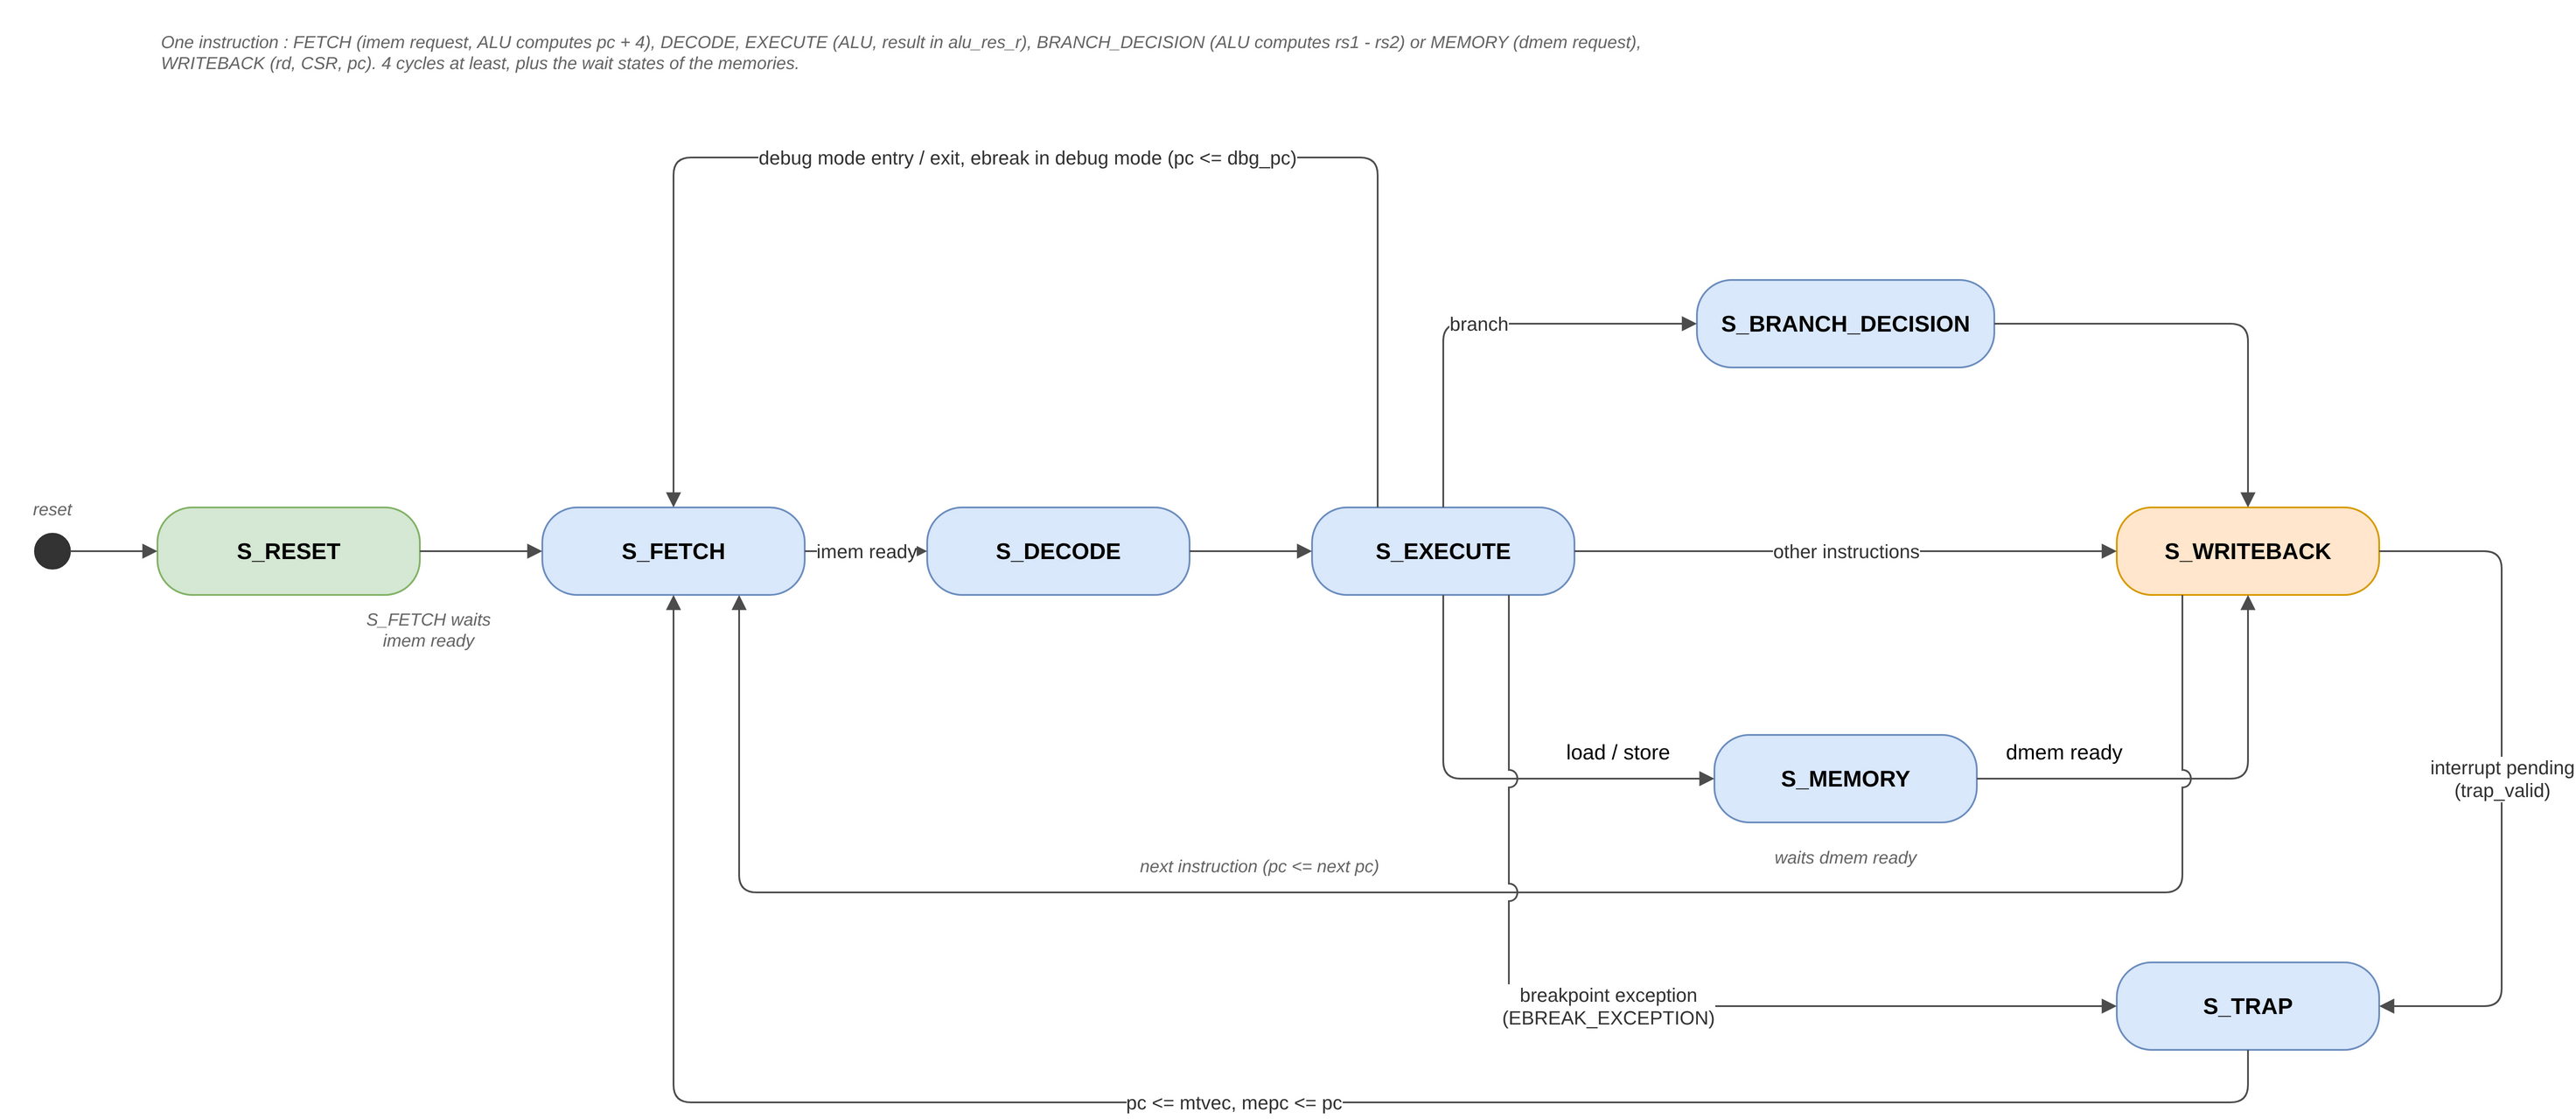 One instruction : FETCH (imem request, ALU computes pc + 4), DECODE, EXECUTE (ALU, result in alu_res_r), BRANCH_DECISION (ALU computes rs1 - rs2) or MEMORY (dmem request),
WRITEBACK (rd, CSR, pc). 4 cycles at least, plus the wait states of the memories.
debug mode entry / exit, ebreak in debug mode (pc <= dbg_pc)
branch
S_BRANCH_DECISION
reset
S_RESET
S_FETCH
imem ready
S_DECODE
S_EXECUTE
other instructions
S_WRITEBACK
S_FETCH waits
imem ready
load / store
S_MEMORY
dmem ready
interrupt pending
(trap_valid)
next instruction (pc <= next pc)
waits dmem ready
breakpoint exception
(EBREAK_EXCEPTION)
S_TRAP
pc <= mtvec, mepc <= pc